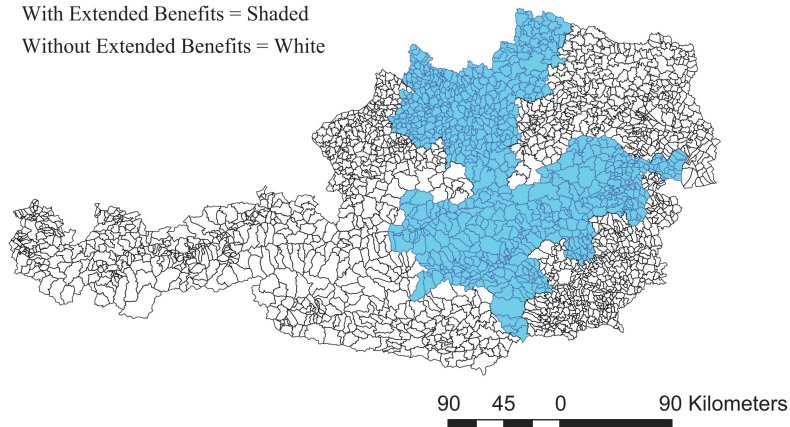 With Extended Benefits = Shaded
Without Extended Benefits = White
90 45 0 90 Kilometers